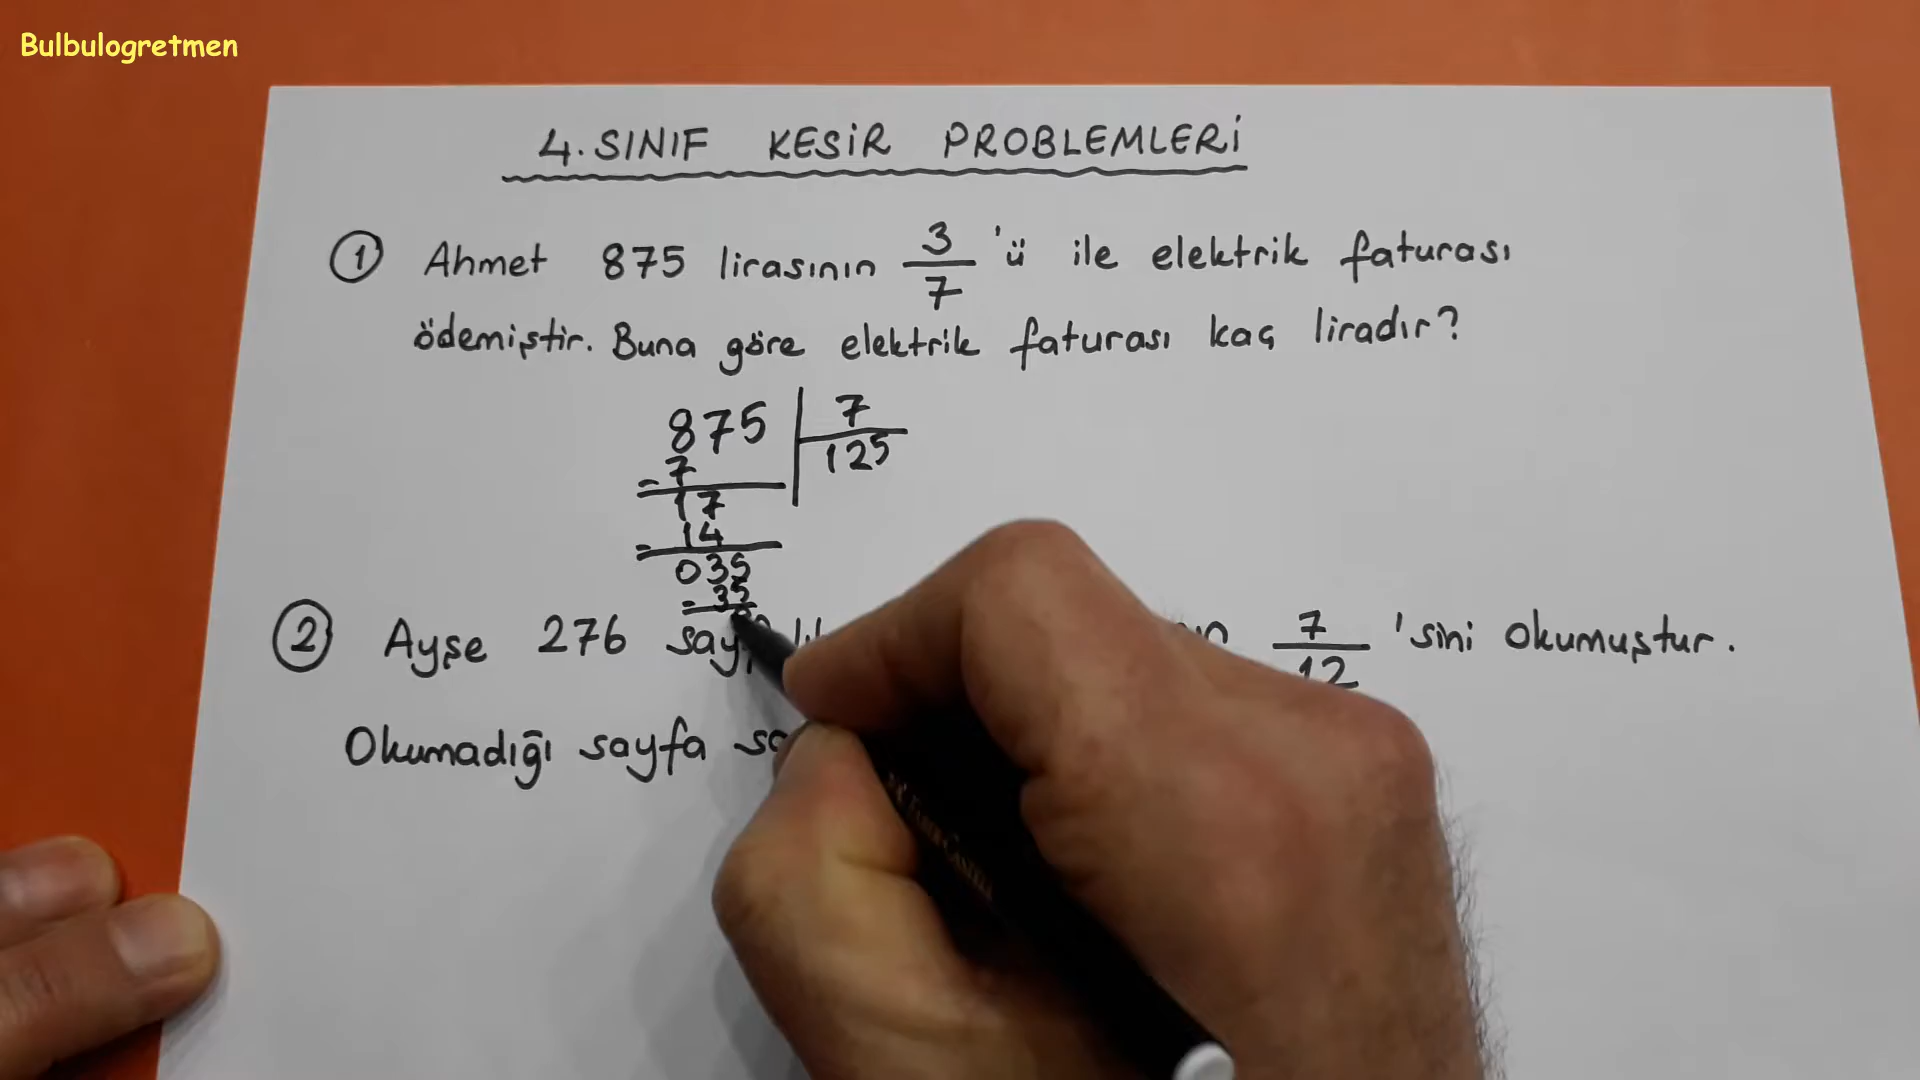 Bulbulogretmen
4. SINIF KESİR PROBLEMLERİ
1 Ahmet 875 lirasının 3/7 'ü ile elektrik faturası
ödemiştir. Buna göre elektrik faturası kaç liradır?
875 7
- 7 125
17
- 14
035
- 35
0
2 Ayşe 276 7/12 'sini okumuştur.
Okumadığı sayfa